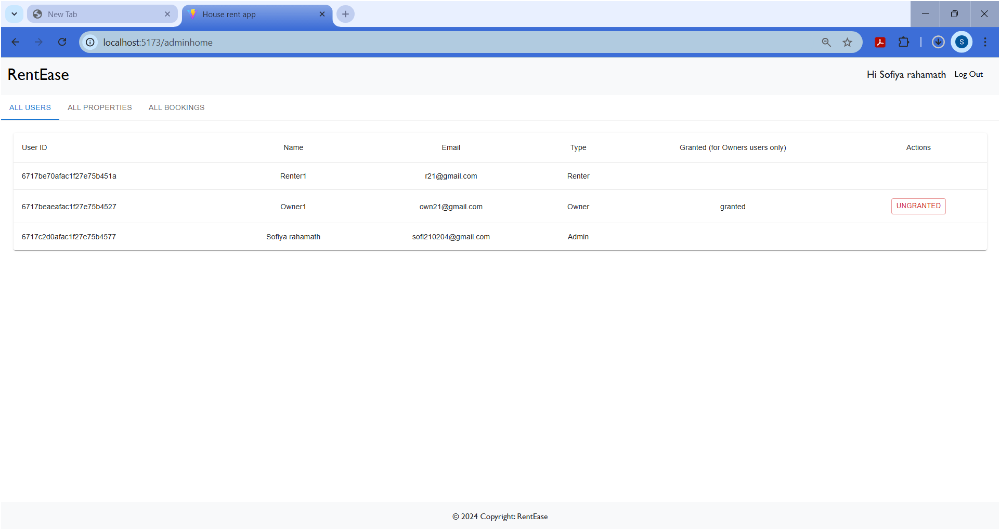 New Tab
House rent app
localhost:5173/adminhome
S
RentEase
Hi Sofiya rahamath Log Out
ALL USERS ALL PROPERTIES ALL BOOKINGS
User ID Name Email Type Granted (for Owners users only) Actions
6717be70afac1f27e75b451a Renter1 r21@gmail.com Renter
6717beaeafac1f27e75b4527 Owner1 own21@gmail.com Owner granted UNGRANTED
6717c2d0afac1f27e75b4577 Sofiya rahamath sofi210204@gmail.com Admin
© 2024 Copyright: RentEase